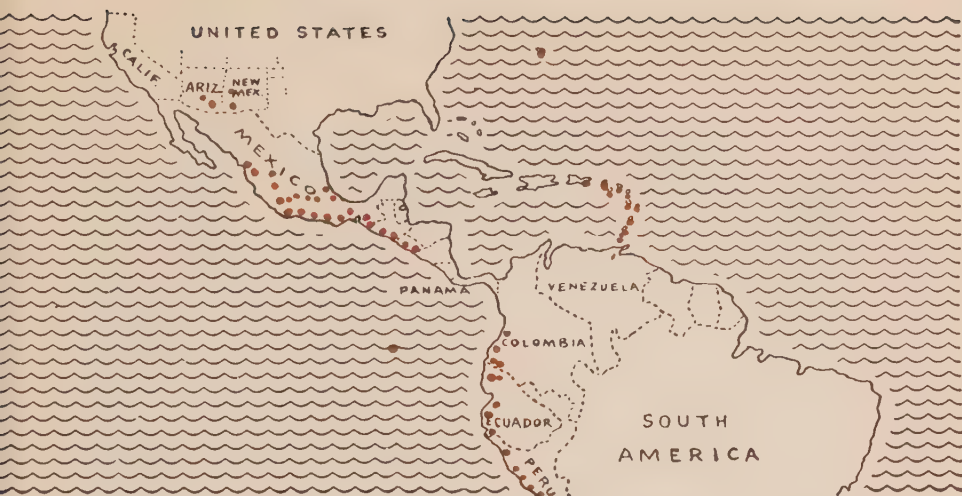 UNITED STATES
CALIF.
ARIZ.
NEW
MEX.
MEXICO
PANAMA
VENEZUELA
COLOMBIA
ECUADOR
SOUTH
AMERICA
PERU